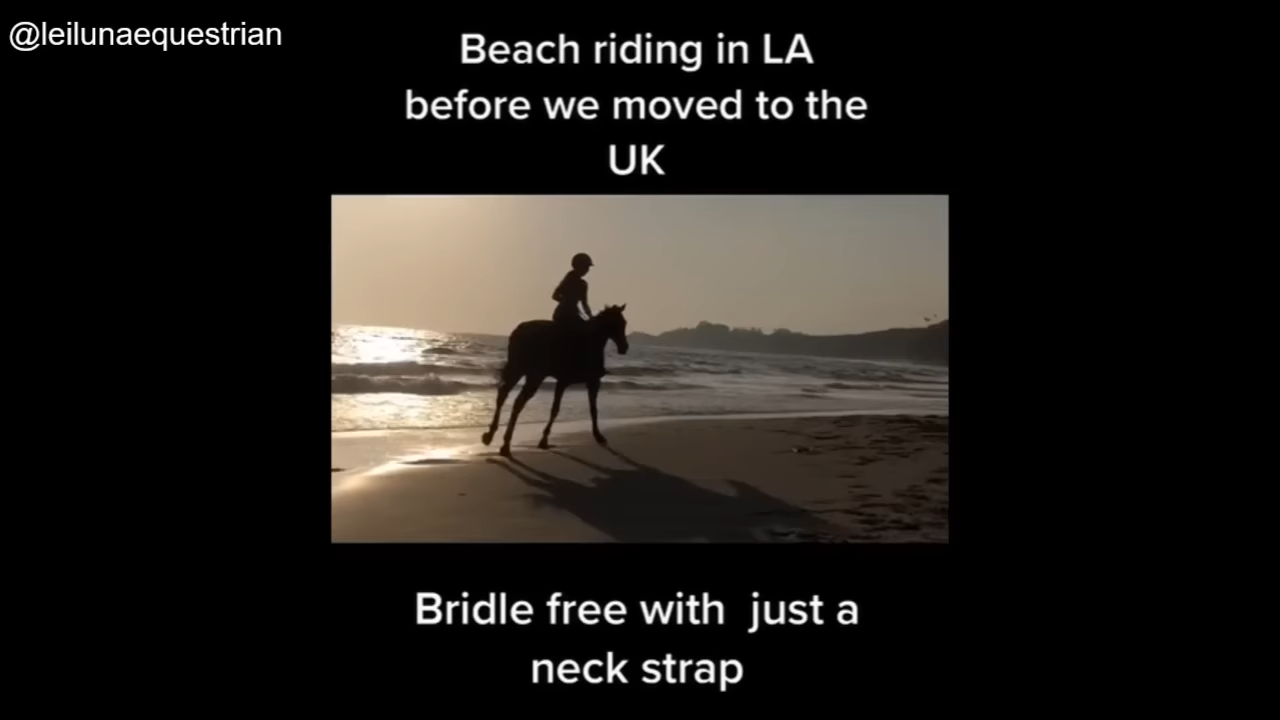 @leilunaequestrian
Beach riding in LA
before we moved to the
UK
Bridle free with just a
neck strap